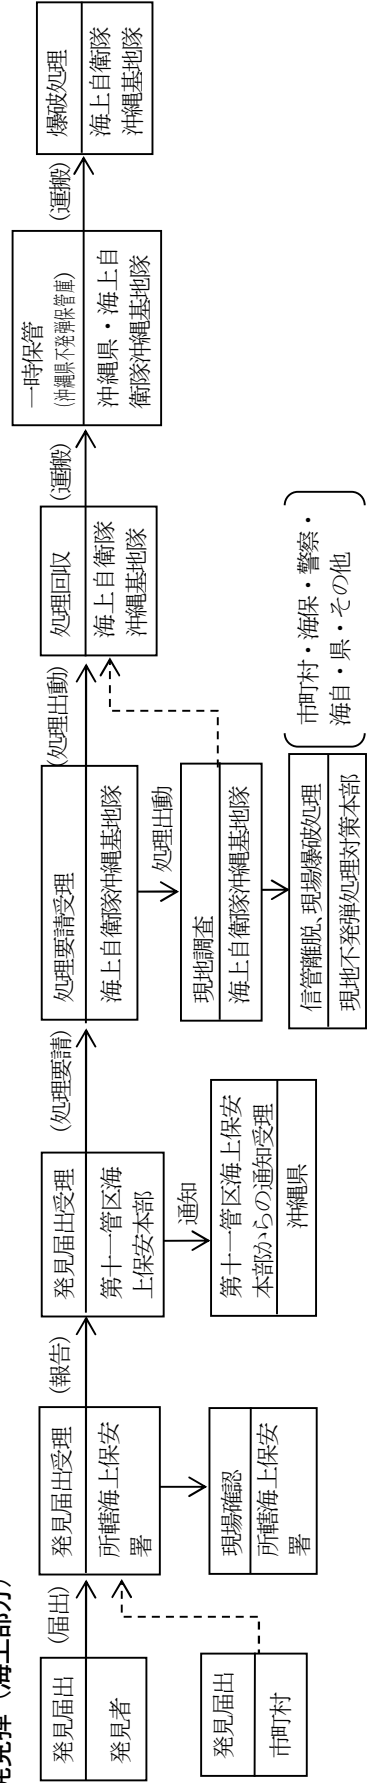 発見届出
発見者
(届出)
発見届出受理
所轄海上保安
署
(報告)
発見届出受理
第十一管区海
上保安本部
(処理要請)
処理要請受理
海上自衛隊沖縄基地隊
(処理出動)
処理回収
海上自衛隊
沖縄基地隊
(運搬)
一時保管
(沖縄県不発弾保管庫)
沖縄県・海上自
衛隊沖縄基地隊
(運搬)
爆破処理
海上自衛隊
沖縄基地隊
発見届出
市町村
現場確認
所轄海上保安
署
通知
第十一管区海上保安
本部からの通知受理
沖縄県
処理出動
現地調査
海上自衛隊沖縄基地隊
信管離脱、現場爆破処理
現地不発弾処理対策本部
市町村・海保・警察・
海自・県・その他